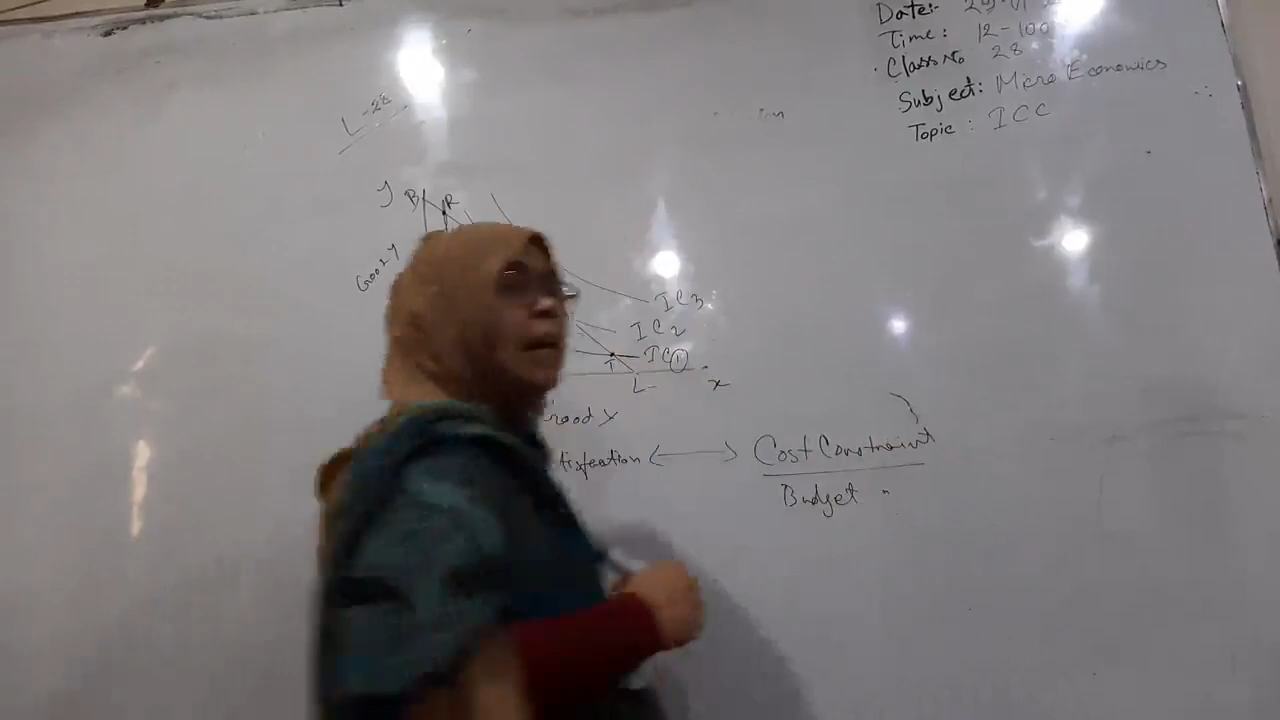 Date:-
Time: 12-100
Class No 28
Subject: Micro Economics
Topic: ICC
L-28
y B R
Good y
IC3
IC2
IC1
T
L
x
Good y
tisfection <-> Cost Constraint
Budget "